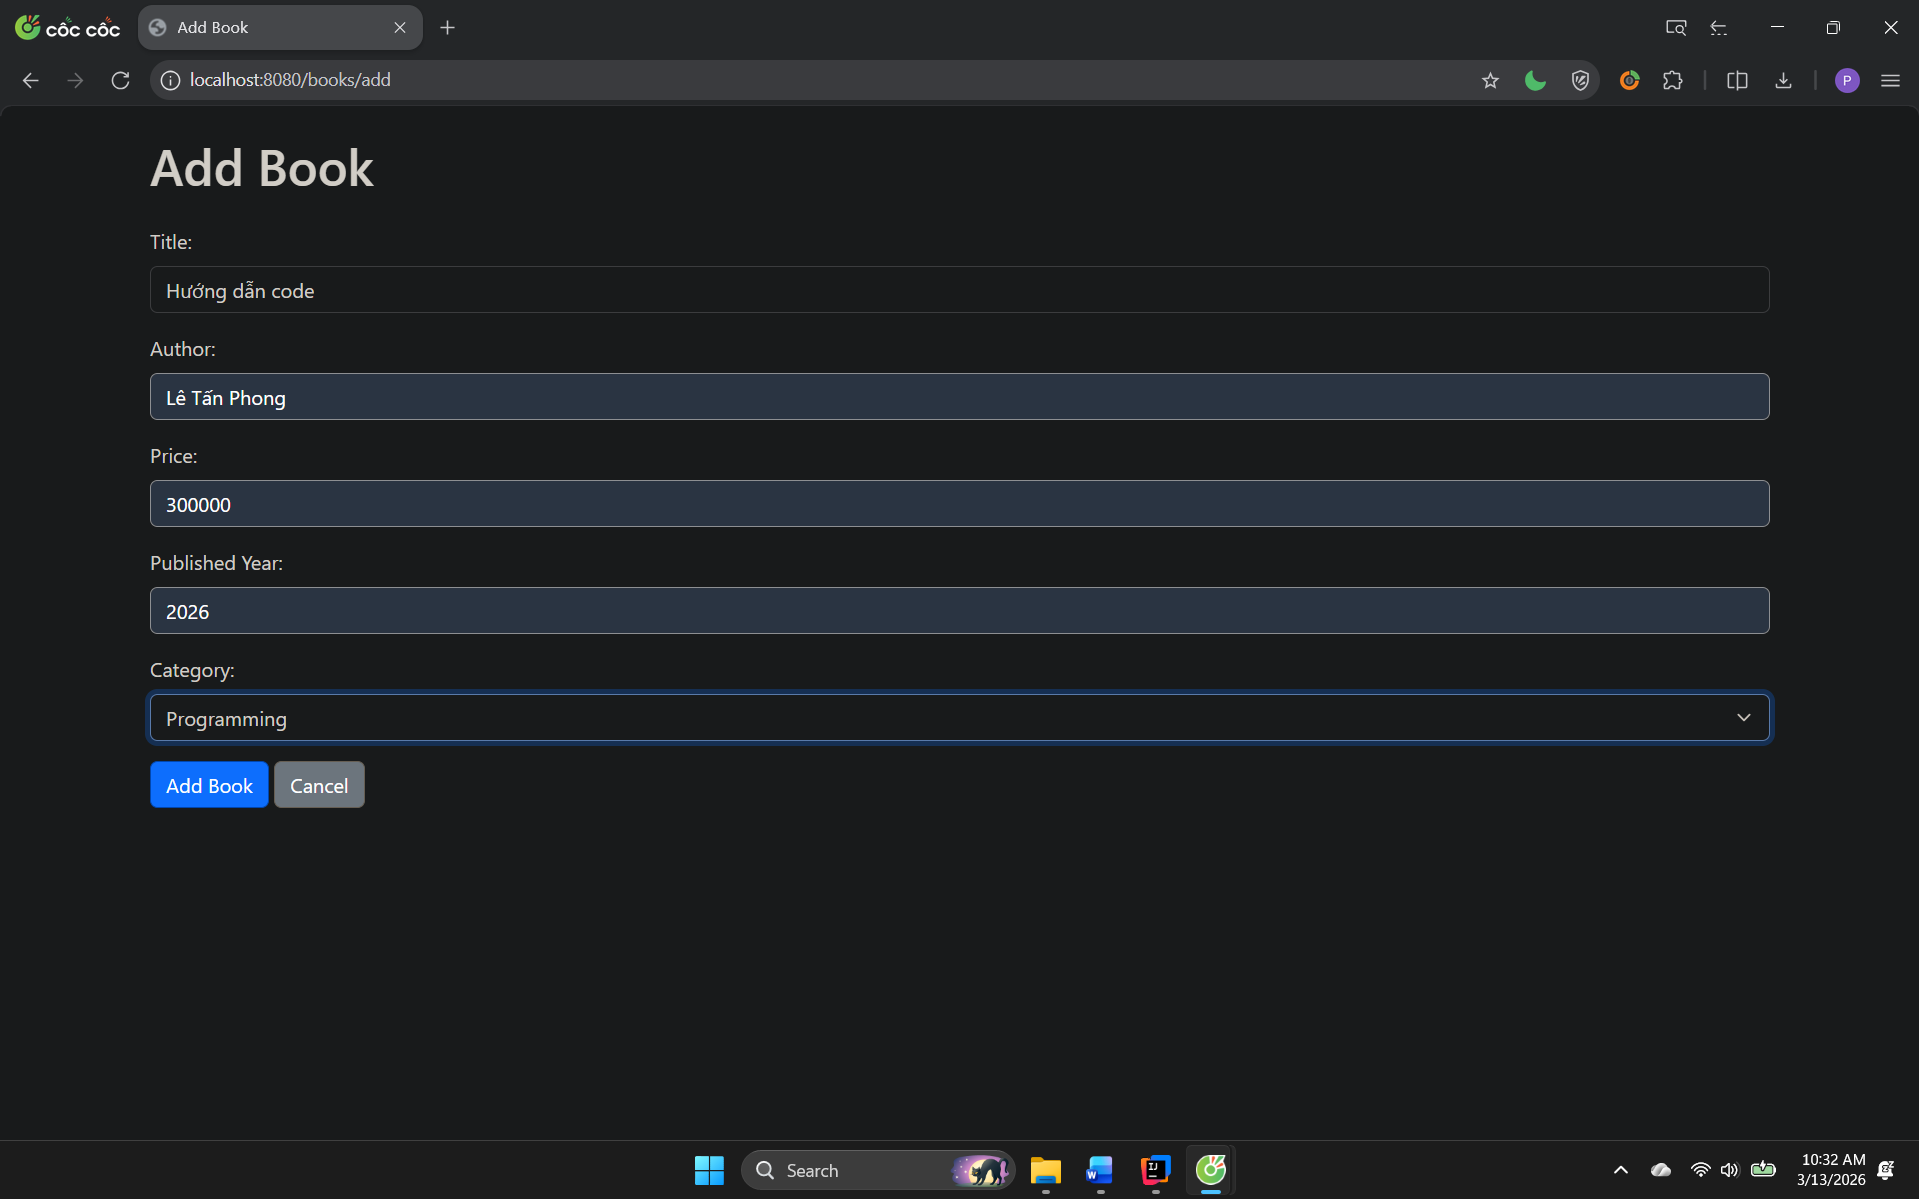 cốc cốc
Add Book
localhost:8080/books/add
P
Add Book
Title:
Hướng dẫn code
Author:
Lê Tấn Phong
Price:
300000
Published Year:
2026
Category:
Programming
Add Book
Cancel
Search
10:32 AM
3/13/2026